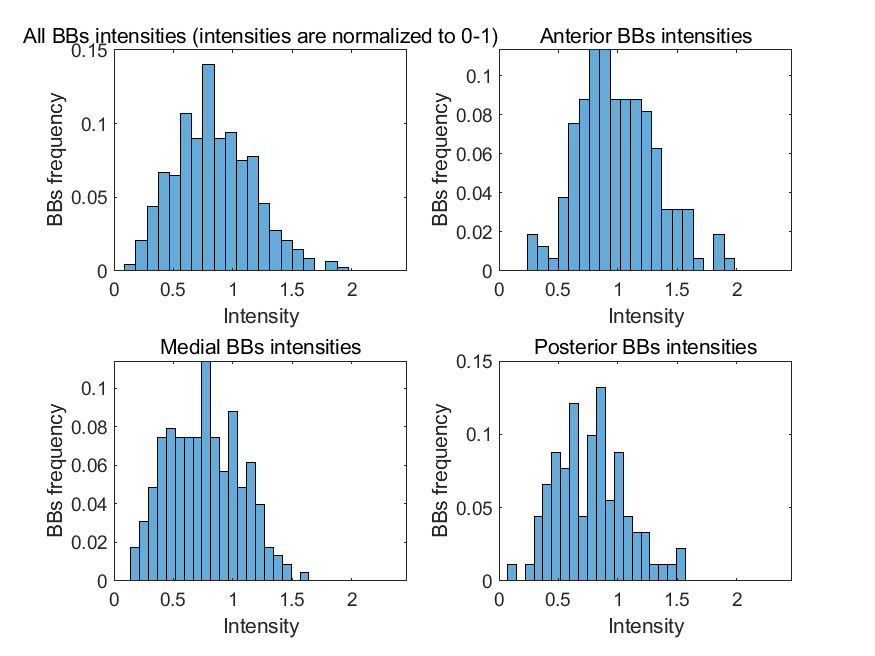 All BBs intensities (intensities are normalized to 0-1)
0.15
0.1
0.05
0
BBs frequency
0 0.5 1 1.5 2
Intensity
Anterior BBs intensities
0.1
0.08
0.06
0.04
0.02
0
BBs frequency
0 0.5 1 1.5 2
Intensity
Medial BBs intensities
0.1
0.08
0.06
0.04
0.02
0
BBs frequency
0 0.5 1 1.5 2
Intensity
Posterior BBs intensities
0.15
0.1
0.05
0
BBs frequency
0 0.5 1 1.5 2
Intensity